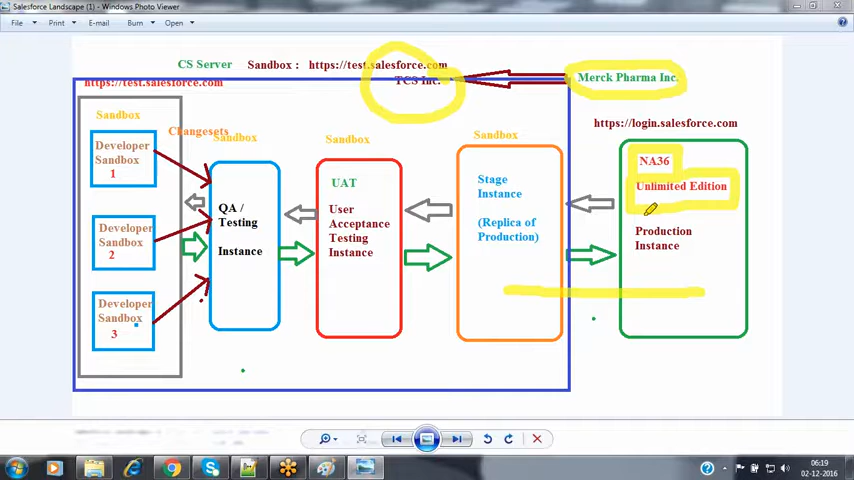 Salesforce Landscape (1) - Windows Photo Viewer
File Print E-mail Burn Open
CS Server Sandbox : https://test.salesforce.com
https://test.salesforce.com
TCS Inc.
Merck Pharma Inc.
https://login.salesforce.com
Sandbox
Changesets
Sandbox
Sandbox
Sandbox
Developer
Sandbox
1
Developer
Sandbox
2
Developer
Sandbox
3
QA /
Testing
Instance
UAT
User
Acceptance
Testing
Instance
Stage
Instance
(Replica of
Production)
NA36
Unlimited Edition
Production
Instance
06:19
02-12-2016